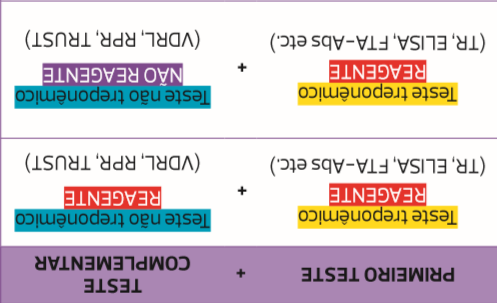 PRIMEIRO TESTE + TESTE COMPLEMENTAR
Teste treponêmico
REAGENTE
(TR, ELISA, FTA-Abs etc.)
+
Teste não treponêmico
REAGENTE
(VDRL, RPR, TRUST)
Teste treponêmico
REAGENTE
(TR, ELISA, FTA-Abs etc.)
+
Teste não treponêmico
NÃO REAGENTE
(VDRL, RPR, TRUST)